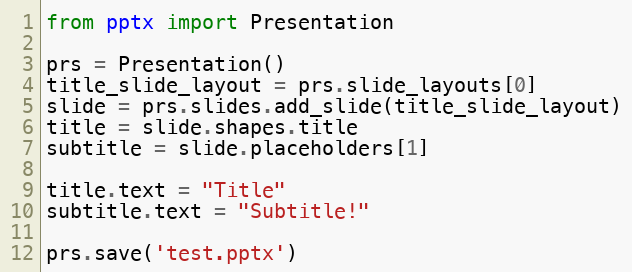 1 from pptx import Presentation
2
3 prs = Presentation()
4 title_slide_layout = prs.slide_layouts[0]
5 slide = prs.slides.add_slide(title_slide_layout)
6 title = slide.shapes.title
7 subtitle = slide.placeholders[1]
8
9 title.text = "Title"
10 subtitle.text = "Subtitle!"
11
12 prs.save('test.pptx')